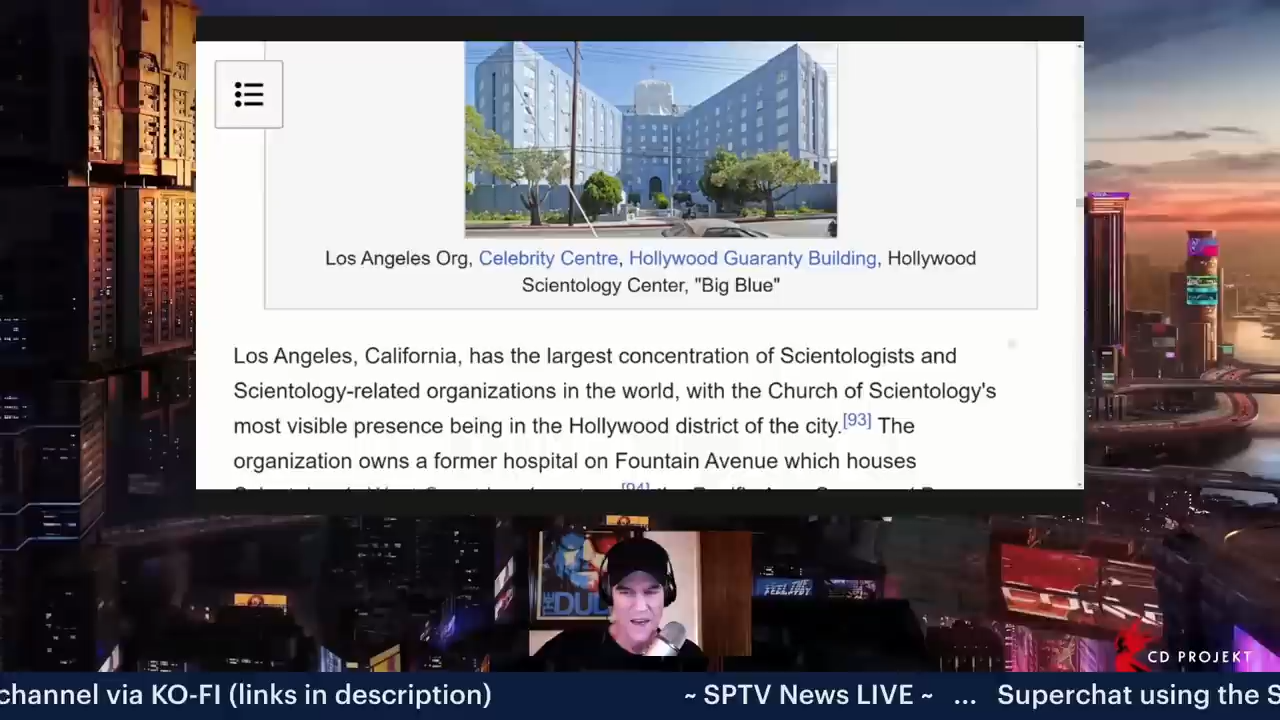 Los Angeles Org, Celebrity Centre, Hollywood Guaranty Building, Hollywood
Scientology Center, "Big Blue"
Los Angeles, California, has the largest concentration of Scientologists and
Scientology-related organizations in the world, with the Church of Scientology's
most visible presence being in the Hollywood district of the city.[93] The
organization owns a former hospital on Fountain Avenue which houses
[94]
THE
DUD
FEEL THE
CD PROJEKT
channel via KO-FI (links in description) ~ SPTV News LIVE ~ ... Superchat using the S